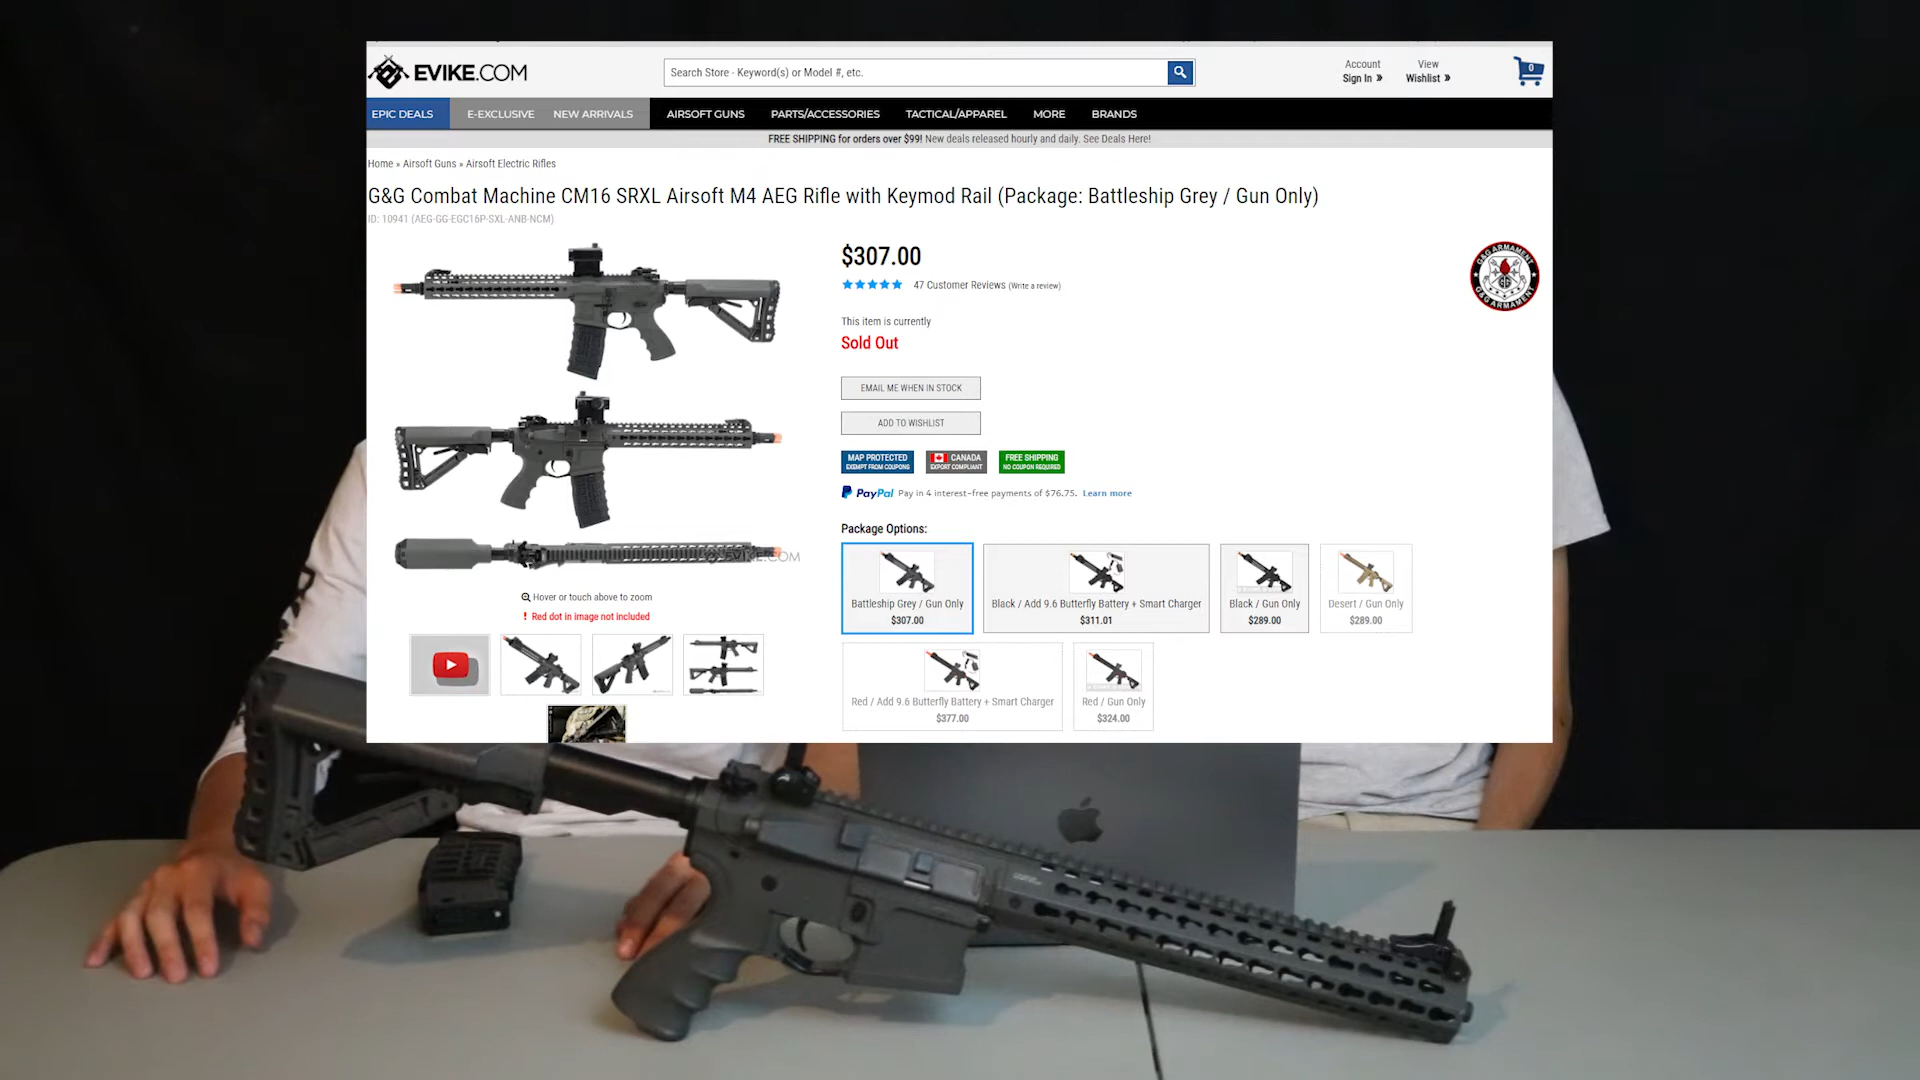 EVIKE.COM
Search Store - Keyword(s) or Model #, etc.
Account
Sign In »
View
Wishlist »
0
EPIC DEALS
E-EXCLUSIVE
NEW ARRIVALS
AIRSOFT GUNS
PARTS/ACCESSORIES
TACTICAL/APPAREL
MORE
BRANDS
FREE SHIPPING for orders over $99! New deals released hourly and daily. See Deals Here!
Home » Airsoft Guns » Airsoft Electric Rifles
G&G Combat Machine CM16 SRXL Airsoft M4 AEG Rifle with Keymod Rail (Package: Battleship Grey / Gun Only)
ID: 10941 (AEG-GG-EGC16P-SXL-ANB-NCM)
$307.00
47 Customer Reviews (Write a review)
G&G ARMAMENT
G&G ARMAMENT
This item is currently
Sold Out
EMAIL ME WHEN IN STOCK
ADD TO WISHLIST
MAP PROTECTED
EXEMPT FROM COUPONS
CANADA
EXPORT COMPLIANT
FREE SHIPPING
NO COUPON REQUIRED
PayPal Pay in 4 interest-free payments of $76.75. Learn more
EVIKE.COM
Hover or touch above to zoom
! Red dot in image not included
Package Options:
Battleship Grey / Gun Only
$307.00
Black / Add 9.6 Butterfly Battery + Smart Charger
$311.01
Black / Gun Only
$289.00
Desert / Gun Only
$289.00
Red / Add 9.6 Butterfly Battery + Smart Charger
$377.00
Red / Gun Only
$324.00